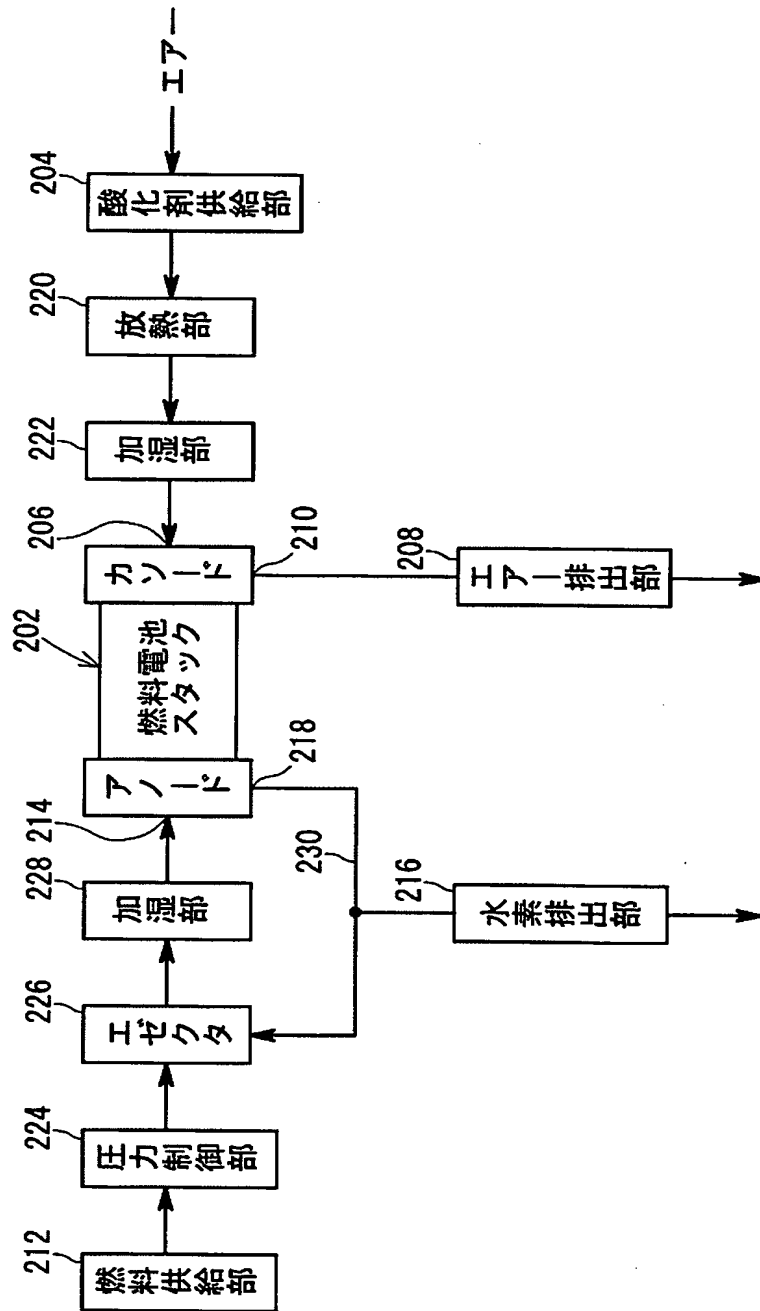 212
燃料供給部
224
圧力制御部
226
エゼクタ
228
加湿部
214
アノード
218
202
燃料電池
スタック
カソード
206
210
222
加湿部
220
放熱部
204
酸化剤供給部
エアー
230
216
水素排出部
208
エアー排出部